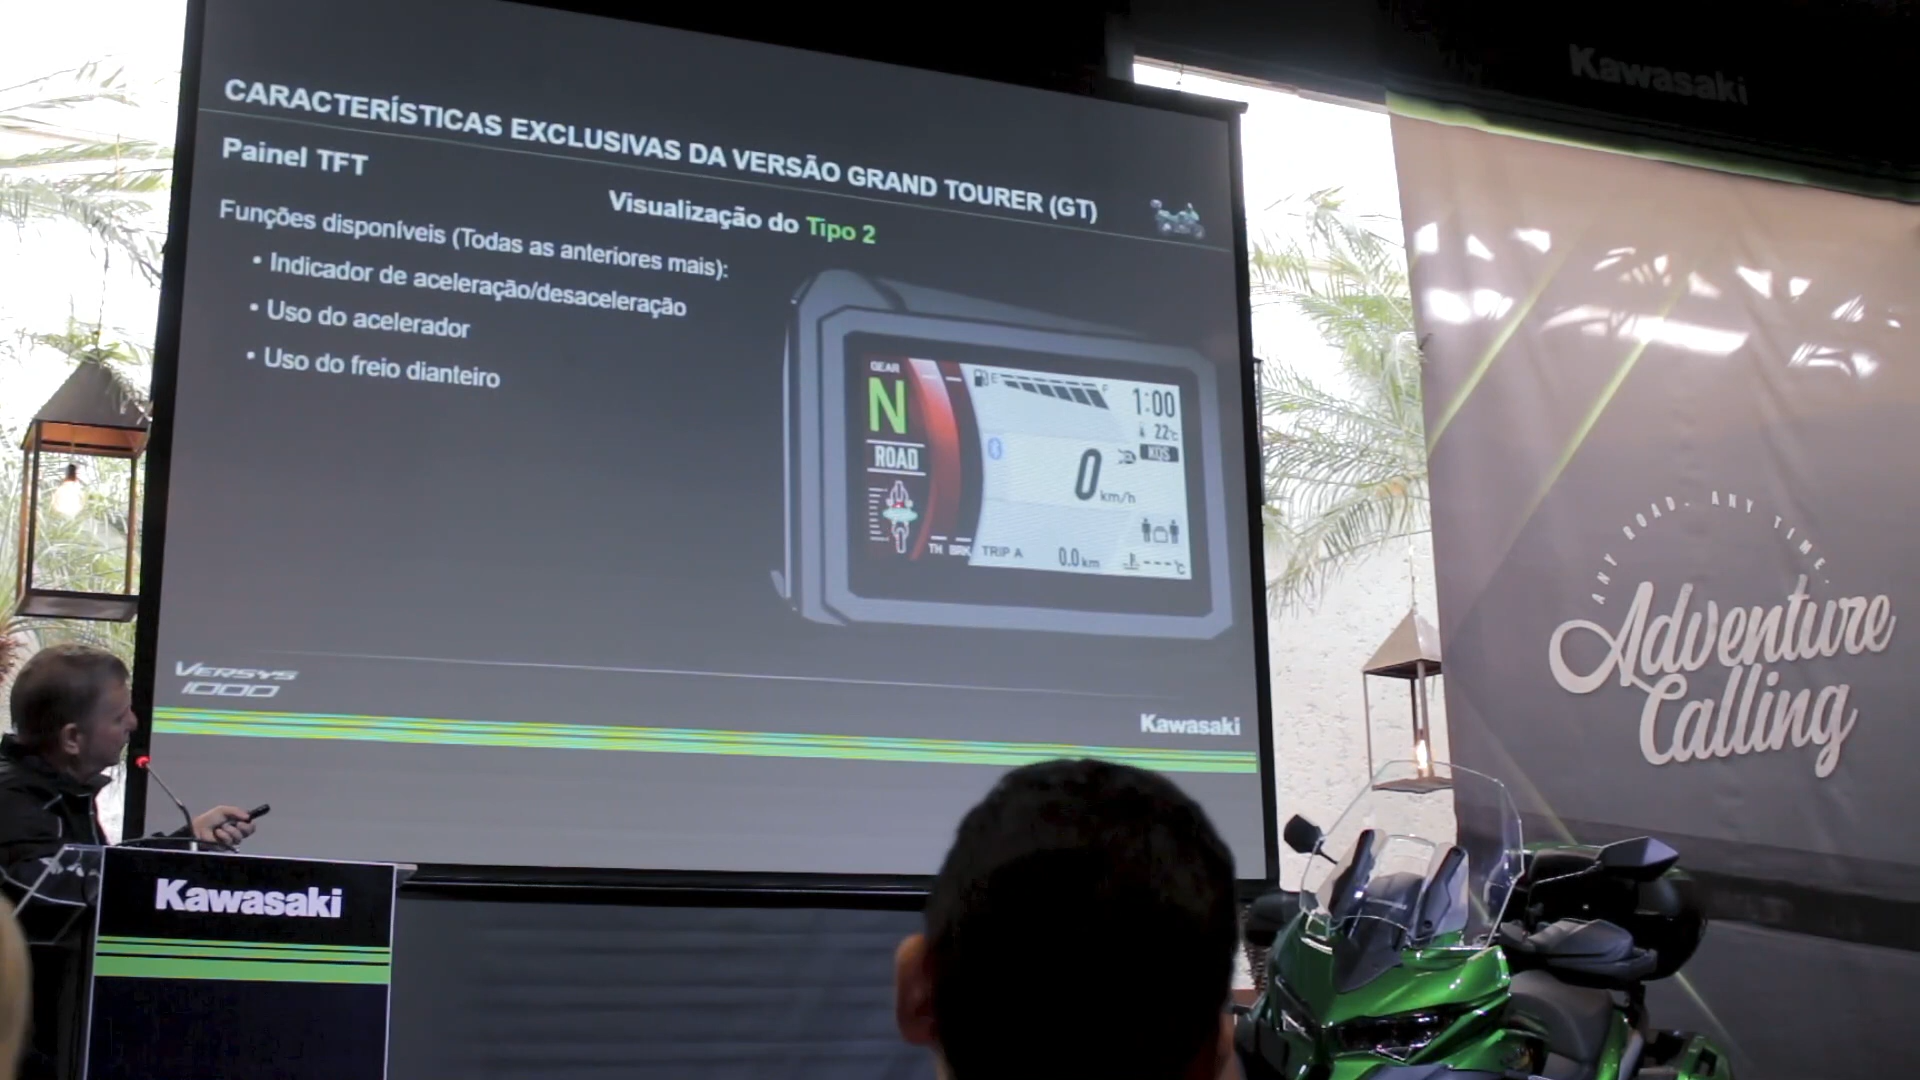 CARACTERÍSTICAS EXCLUSIVAS DA VERSÃO GRAND TOURER (GT)
Painel TFT
Visualização do Tipo 2
Funções disponíveis (Todas as anteriores mais):
• Indicador de aceleração/desaceleração
• Uso do acelerador
• Uso do freio dianteiro
GEAR
N
ROAD
TH BRK
E F
1:00
22°c
KQS
0 km/h
TRIP A 0.0 km ---°c
VERSYS
1000
Kawasaki
Kawasaki
Kawasaki
ANY ROAD. ANY TIME.
Adventure
Calling